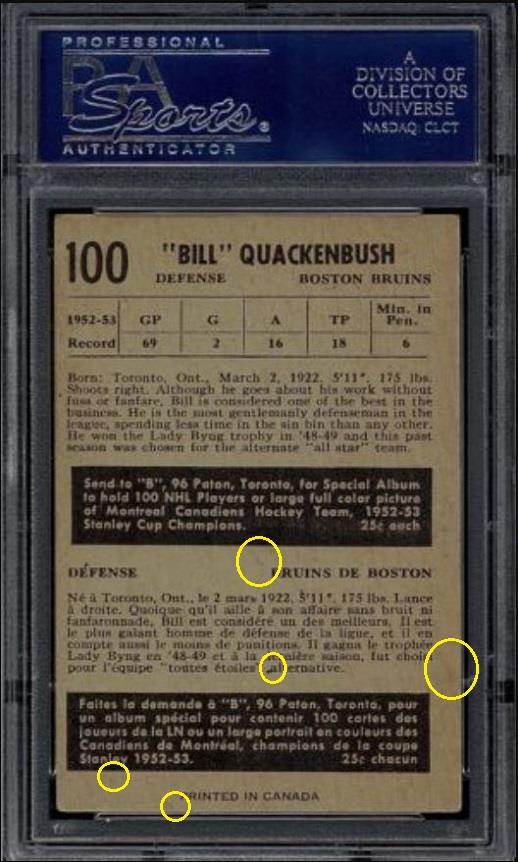 PROFESSIONAL
PSA
Sports®
AUTHENTICATOR
A
DIVISION OF
COLLECTORS
UNIVERSE
NASDAQ: CLCT
100 "BILL" QUACKENBUSH
DEFENSE BOSTON BRUINS
1952-53 GP G A TP Min. in Pen.
Record 69 2 16 18 6
Born: Toronto, Ont., March 2, 1922. 5'11". 175 lbs.
Shoots right. Although he goes about his work without
fuss or fanfare, Bill is considered one of the best in the
business. He is the most gentlemanly defenseman in the
league, spending less time in the sin bin than any other.
He won the Lady Byng trophy in '48-49 and this past
season was chosen for the alternate "all star" team.
Send to "B", 96 Paton, Toronto, for Special Album
to hold 100 NHL Players or large full color picture
of Montreal Canadiens Hockey Team, 1952-53
Stanley Cup Champions. 25c each
DÉFENSE BRUINS DE BOSTON
Né à Toronto, Ont., le 2 mars 1922, 5'11". 175 lbs. Lance
à droite. Quoique qu'il aille à son affaire sans bruit ni
fanfaronnade, Bill est considéré un des meilleurs. Il est
le plus galant homme de défense de la ligue, et il en
compte aussi le moins de punitions. Il gagna le trophée
Lady Byng en '48-49 et à la dernière saison, fut choisi
pour l'équipe "toutes étoiles" alternative.
Faites la demande à "B", 96 Paton, Toronto, pour
un album spécial pour contenir 100 cartes des
joueurs de la LN ou un large portrait en couleurs des
Canadiens de Montréal, champions de la coupe
Stanley 1952-53. 25c chacun
PRINTED IN CANADA